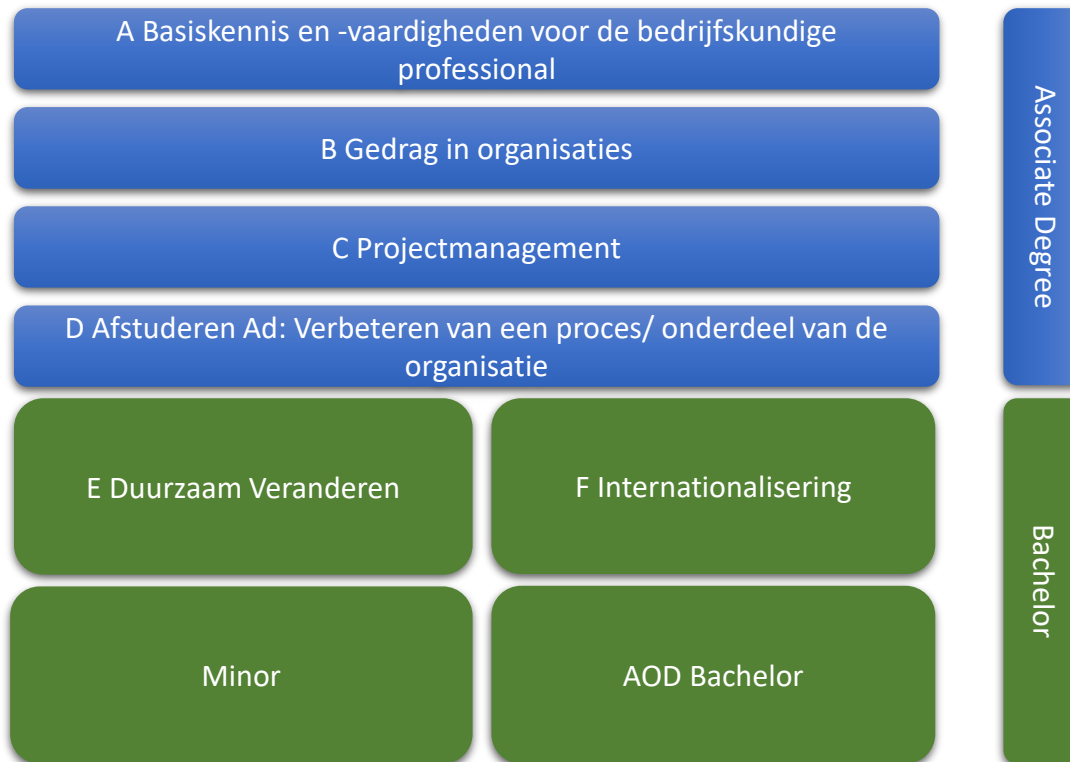 A Basiskennis en -vaardigheden voor de bedrijfskundige
professional
B Gedrag in organisaties
C Projectmanagement
D Afstuderen Ad: Verbeteren van een proces/ onderdeel van de
organisatie
Associate Degree
E Duurzaam Veranderen
F Internationalisering
Minor
AOD Bachelor
Bachelor